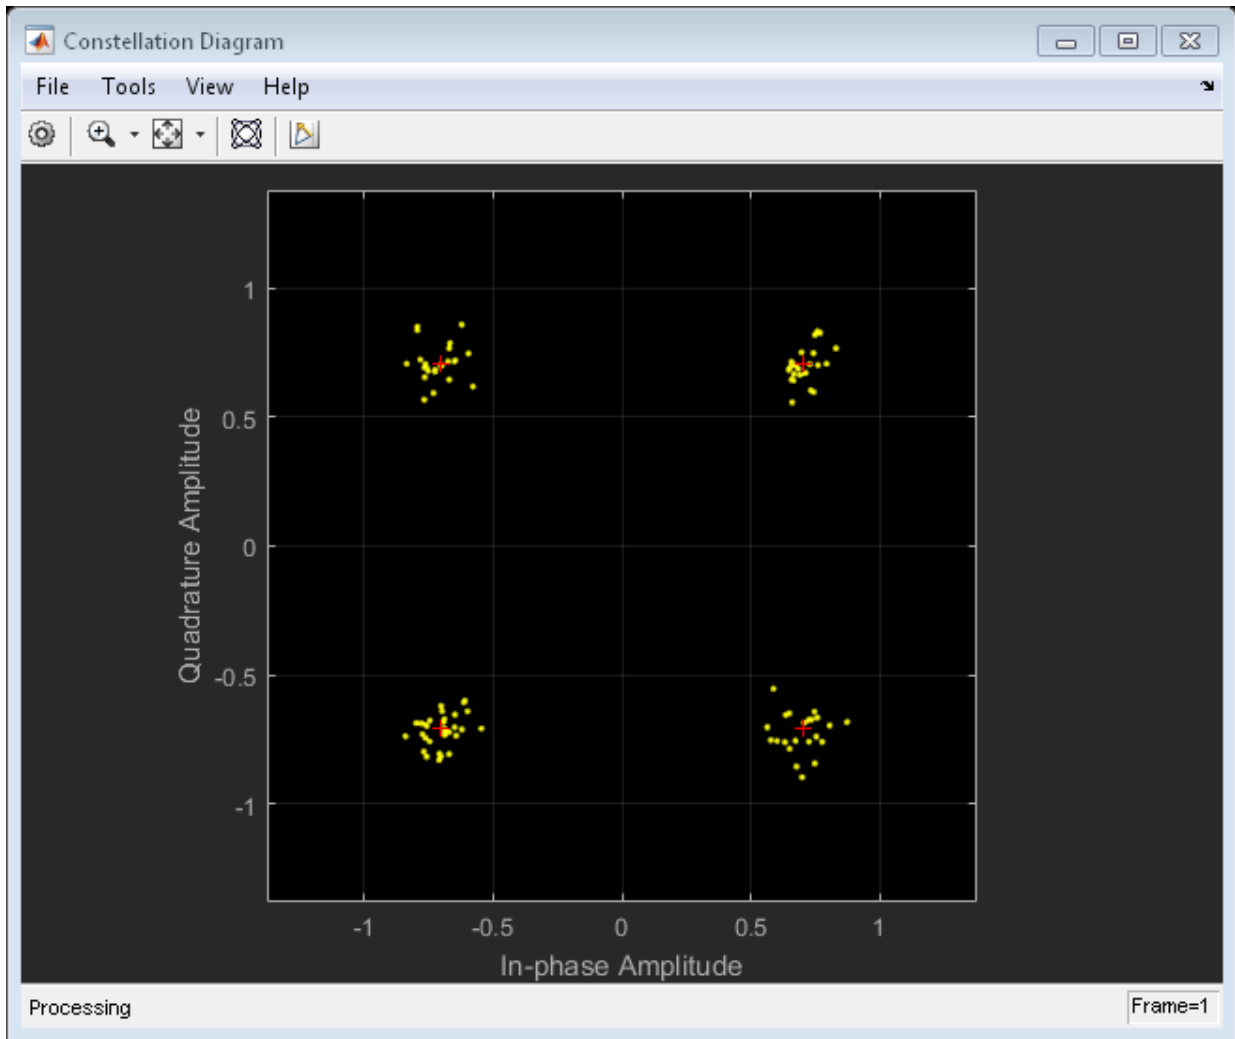 Constellation Diagram
File Tools View Help
1
0.5
0
-0.5
-1
Quadrature Amplitude
-1 -0.5 0 0.5 1
In-phase Amplitude
Processing
Frame=1